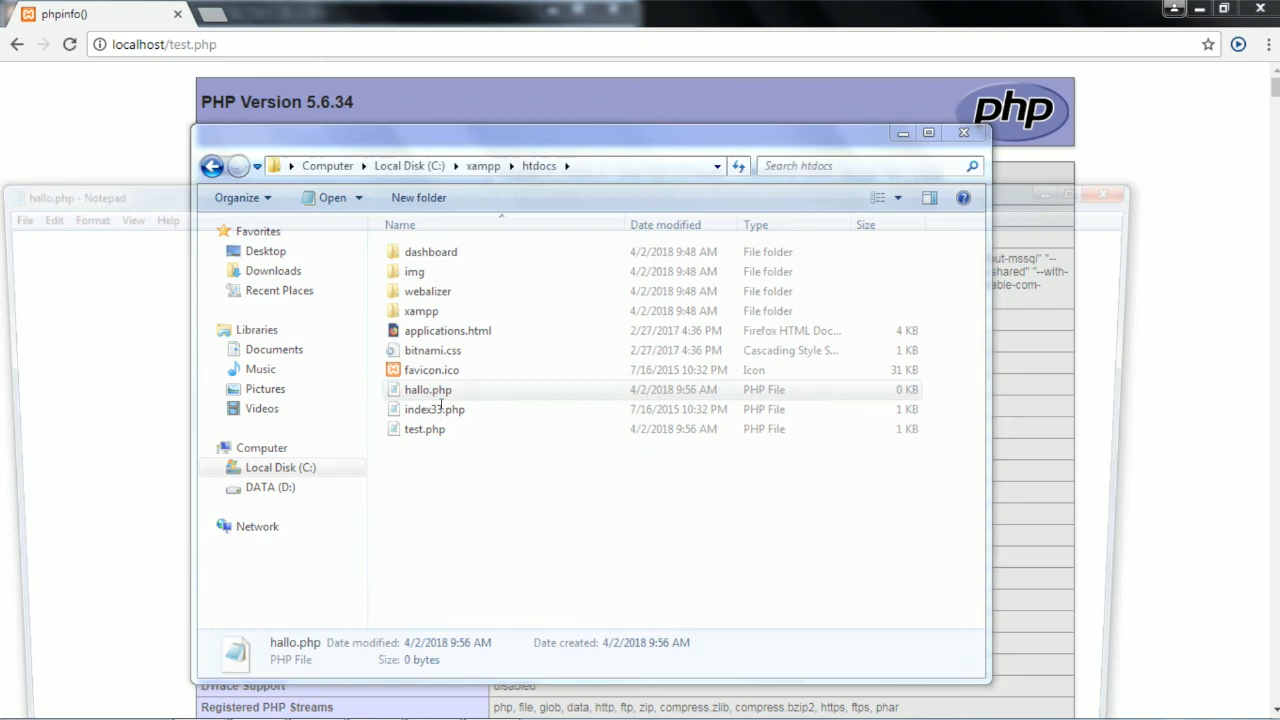 phpinfo()
localhost/test.php
PHP Version 5.6.34
php
Computer
Local Disk (C:)
xampp
htdocs
Search htdocs
hallo.php - Notepad
Organize
Open
New folder
File Edit Format View Help
Name Date modified Type Size
Favorites
Desktop
Downloads
Recent Places
Libraries
Documents
Music
Pictures
Videos
Computer
Local Disk (C:)
DATA (D:)
Network
dashboard 4/2/2018 9:48 AM File folder
img 4/2/2018 9:48 AM File folder
webalizer 4/2/2018 9:48 AM File folder
xampp 4/2/2018 9:48 AM File folder
applications.html 2/27/2017 4:36 PM Firefox HTML Doc... 4 KB
bitnami.css 2/27/2017 4:36 PM Cascading Style S... 1 KB
favicon.ico 7/16/2015 10:32 PM Icon 31 KB
hallo.php 4/2/2018 9:56 AM PHP File 0 KB
index33.php 7/16/2015 10:32 PM PHP File 1 KB
test.php 4/2/2018 9:56 AM PHP File 1 KB
out-mssql" "--
shared" "--with-
able-com-
hallo.php Date modified: 4/2/2018 9:56 AM Date created: 4/2/2018 9:56 AM
PHP File Size: 0 bytes
DTrace Support disabled
Registered PHP Streams php, file, glob, data, http, ftp, zip, compress.zlib, compress.bzip2, https, ftps, phar